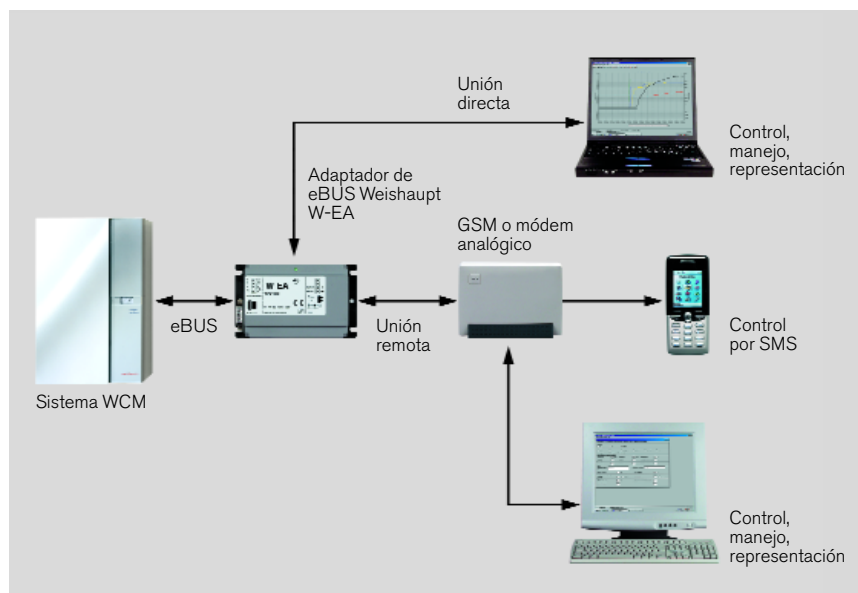 Unión
directa
Control,
manejo,
representación
Adaptador de
eBUS Weishaupt
W-EA
GSM o módem
analógico
W EA
eBUS
Unión
remota
Control
por SMS
Sistema WCM
Control,
manejo,
representación